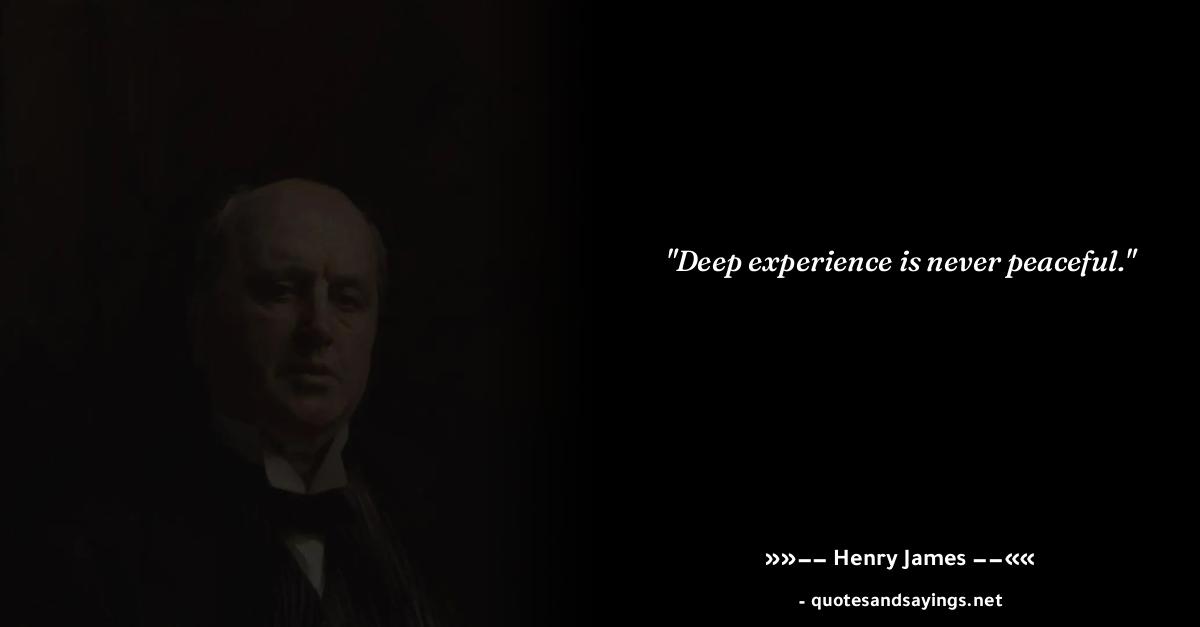 "Deep experience is never peaceful."
»»−− Henry James −−««
- quotesandsayings.net